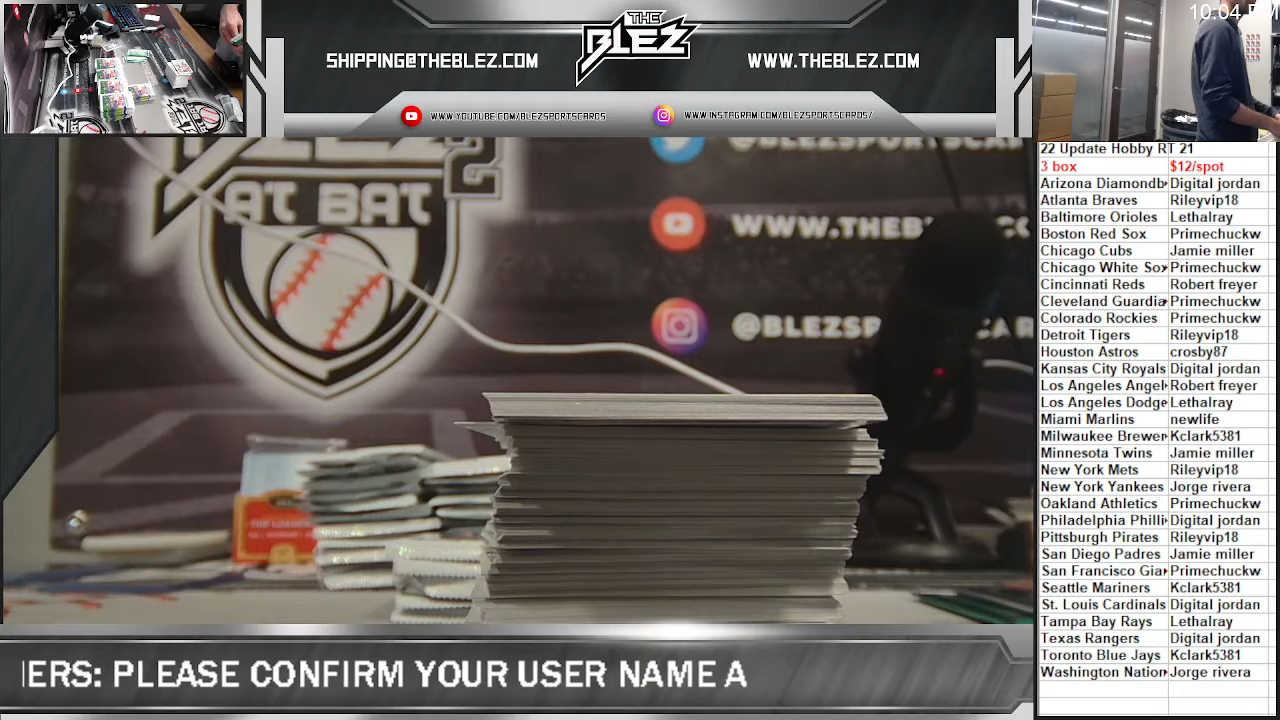 10:04 PM
THE
BLEZ
SHIPPING@THEBLEZ.COM
WWW.THEBLEZ.COM
WWW.YOUTUBE.COM/BLEZSPORTSCARDS
WWW.INSTAGRAM.COM/BLEZSPORTSCARDS/
2
AT BAT
@BLEZSPORTSCAR
WWW.THEB
@BLEZSP
TOP LOADE
22 Update Hobby RT 21
3 box $12/spot
Arizona Diamondb Digital jordan
Atlanta Braves Rileyvip18
Baltimore Orioles Lethalray
Boston Red Sox Primechuckw
Chicago Cubs Jamie miller
Chicago White Sox Primechuckw
Cincinnati Reds Robert freyer
Cleveland Guardia Primechuckw
Colorado Rockies Primechuckw
Detroit Tigers Rileyvip18
Houston Astros crosby87
Kansas City Royals Digital jordan
Los Angeles Angel Robert freyer
Los Angeles Dodge Lethalray
Miami Marlins newlife
Milwaukee Brewer Kclark5381
Minnesota Twins Jamie miller
New York Mets Rileyvip18
New York Yankees Jorge rivera
Oakland Athletics Primechuckw
Philadelphia Philli Digital jordan
Pittsburgh Pirates Rileyvip18
San Diego Padres Jamie miller
San Francisco Gia Primechuckw
Seattle Mariners Kclark5381
St. Louis Cardinals Digital jordan
Tampa Bay Rays Lethalray
Texas Rangers Digital jordan
Toronto Blue Jays Kclark5381
Washington Nation Jorge rivera
IERS: PLEASE CONFIRM YOUR USER NAME A